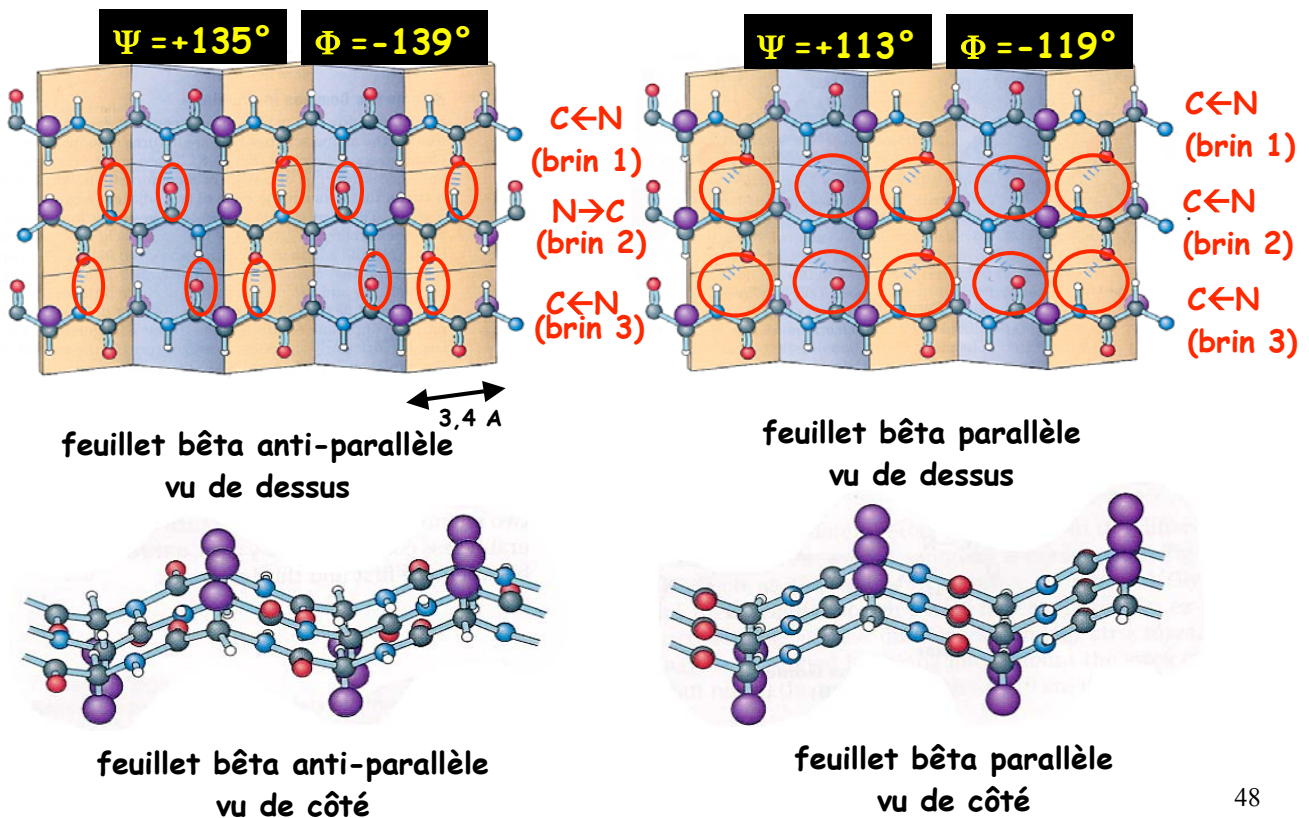 Ψ =+135°
Φ =-139°
C←N
(brin 1)
N→C
(brin 2)
C←N
(brin 3)
3,4 A
feuillet bêta anti-parallèle
vu de dessus
Ψ =+113°
Φ =-119°
C←N
(brin 1)
C←N
(brin 2)
C←N
(brin 3)
feuillet bêta parallèle
vu de dessus
feuillet bêta anti-parallèle
vu de côté
feuillet bêta parallèle
vu de côté
48